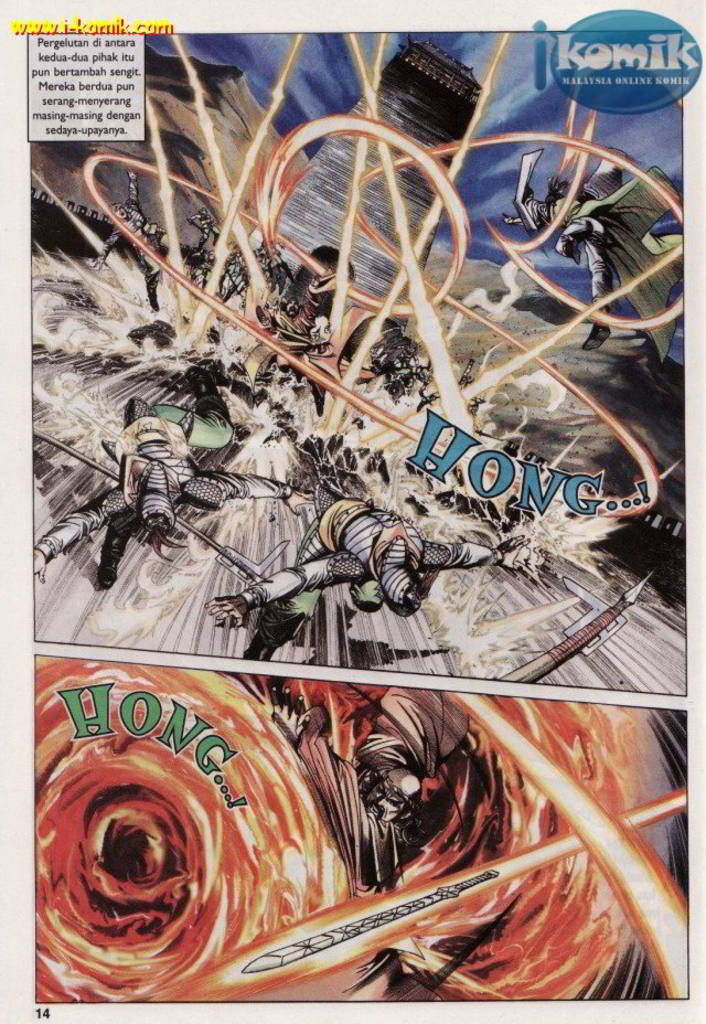 www.i-komik.com
ikomik
MALAYSIA ONLINE KOMIK
Pergelutan di antara
kedua-dua pihak itu
pun bertambah sengit.
Mereka berdua pun
serang-menyerang
masing-masing dengan
sedaya-upayanya.
HONG...!
HONG...!
14